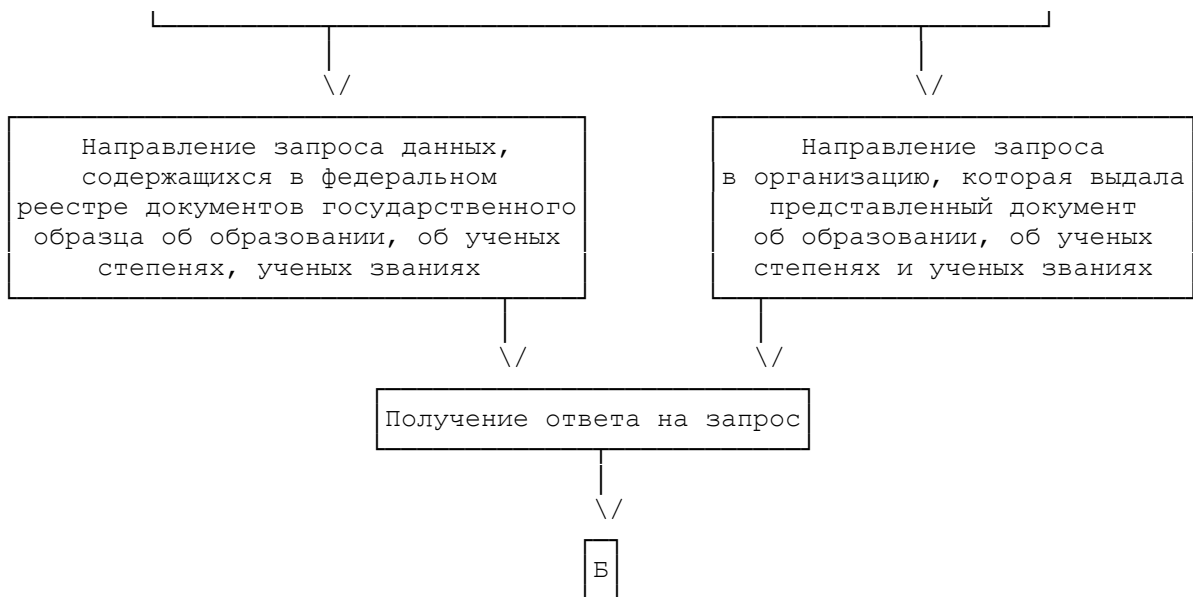 Направление запроса данных,
содержащихся в федеральном
реестре документов государственного
образца об образовании, об ученых
степенях, ученых званиях
Направление запроса
в организацию, которая выдала
представленный документ
об образовании, об ученых
степенях и ученых званиях
Получение ответа на запрос
Б